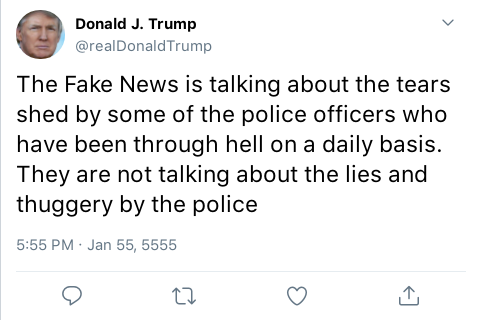 Donald J. Trump
@realDonaldTrump
The Fake News is talking about the tears
shed by some of the police officers who
have been through hell on a daily basis.
They are not talking about the lies and
thuggery by the police
5:55 PM · Jan 55, 5555